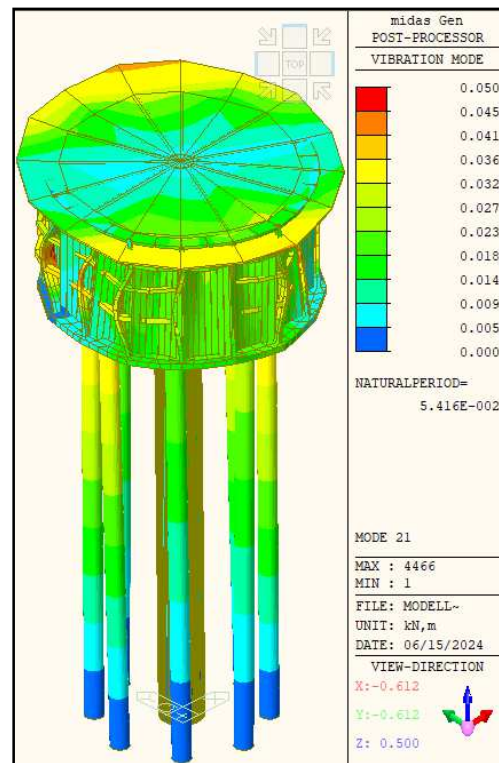 TOP
midas Gen
POST-PROCESSOR
VIBRATION MODE
0.050
0.045
0.041
0.036
0.032
0.027
0.023
0.018
0.014
0.009
0.005
0.000
NATURALPERIOD=
5.416E-002
MODE 21
MAX : 4466
MIN : 1
FILE: MODELL~
UNIT: kN,m
DATE: 06/15/2024
VIEW-DIRECTION
X:-0.612
Y:-0.612
Z: 0.500